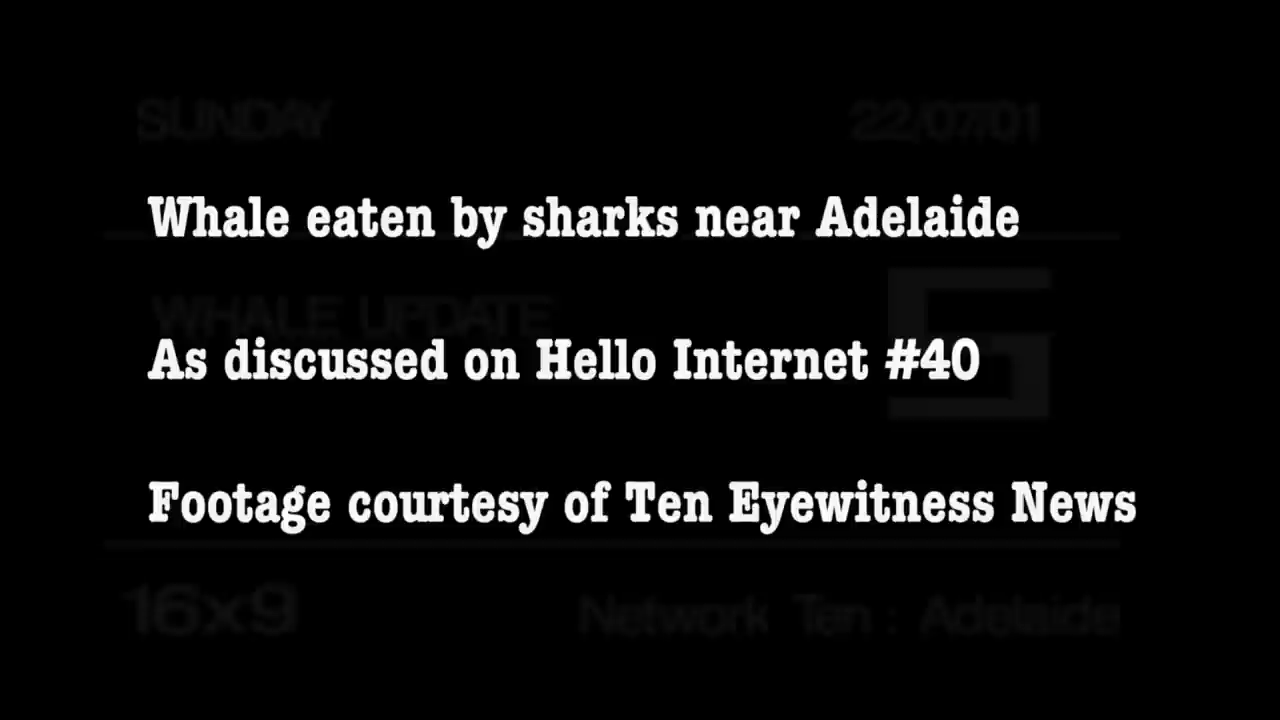 SUNDAY 22/07/01
Whale eaten by sharks near Adelaide
WHALE UPDATE 5
As discussed on Hello Internet #40
Footage courtesy of Ten Eyewitness News
16x9 Network Ten : Adelaide